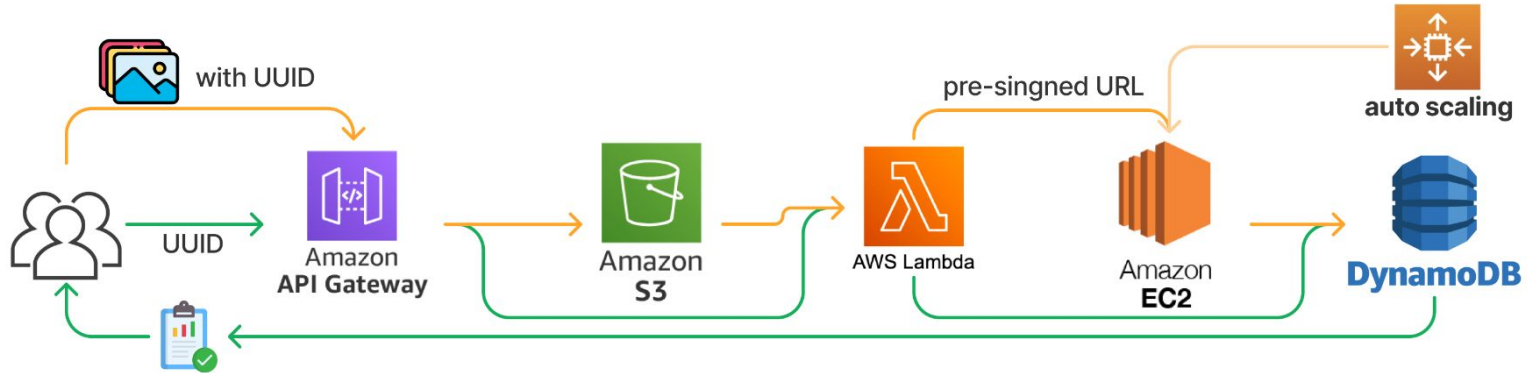 with UUID
pre-singned URL
auto scaling
UUID
Amazon
API Gateway
Amazon
S3
AWS Lambda
Amazon
EC2
DynamoDB